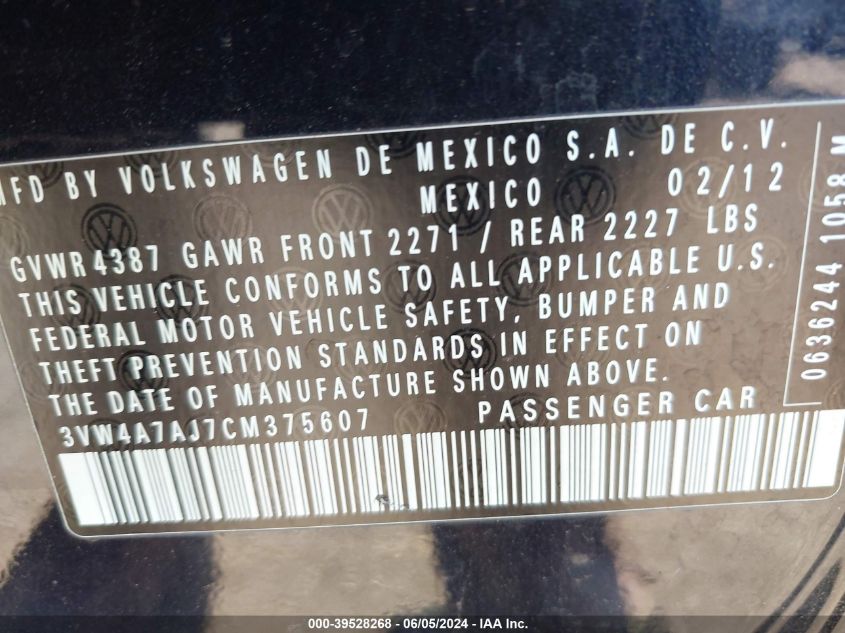 MFD BY VOLKSWAGEN DE MEXICO S.A. DE C.V.
MEXICO 02/12
GVWR 4387 GAWR FRONT 2271 / REAR 2227 LBS
THIS VEHICLE CONFORMS TO ALL APPLICABLE U.S.
FEDERAL MOTOR VEHICLE SAFETY, BUMPER AND
THEFT PREVENTION STANDARDS IN EFFECT ON
THE DATE OF MANUFACTURE SHOWN ABOVE.
3VW4A7AJ7CM375607 PASSENGER CAR
0636244 1058 M
000-39528268 - 06/05/2024 - IAA Inc.